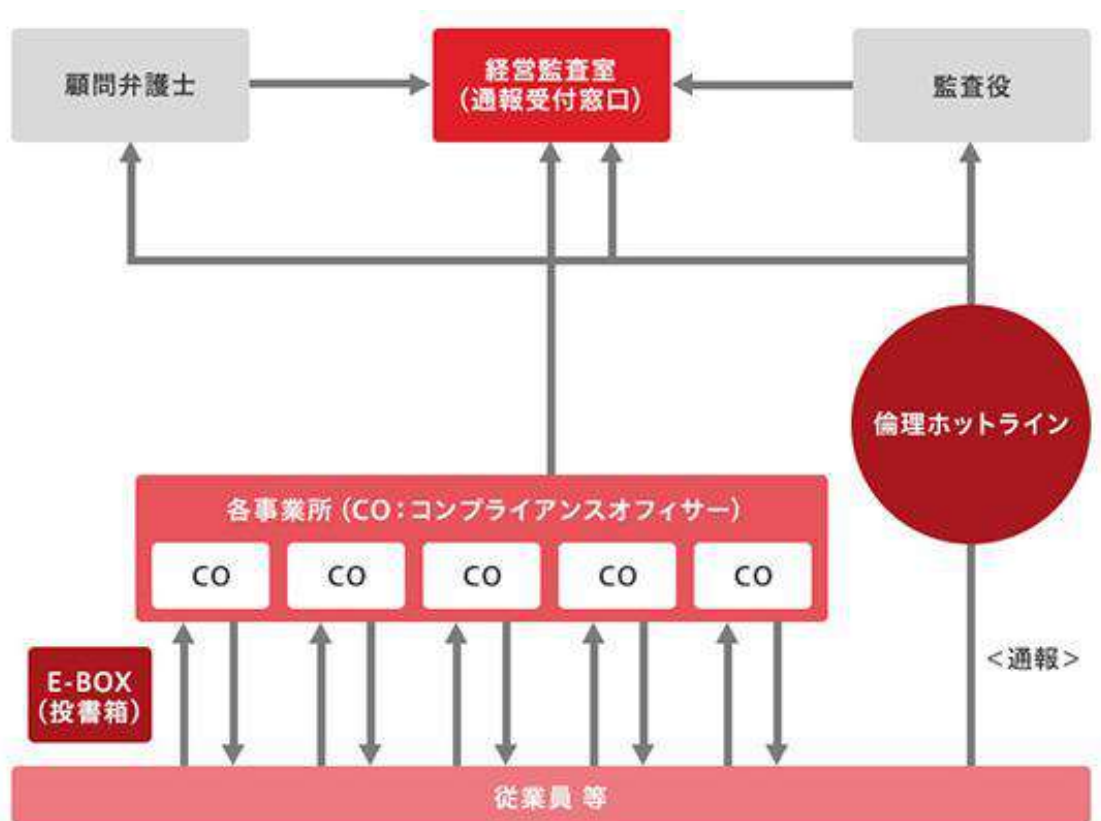 顧問弁護士
経営監査室
(通報受付窓口)
監査役
倫理ホットライン
各事業所(CO:コンプライアンスオフィサー)
CO
CO
CO
CO
CO
E-BOX
(投書箱)
<通報>
従業員 等